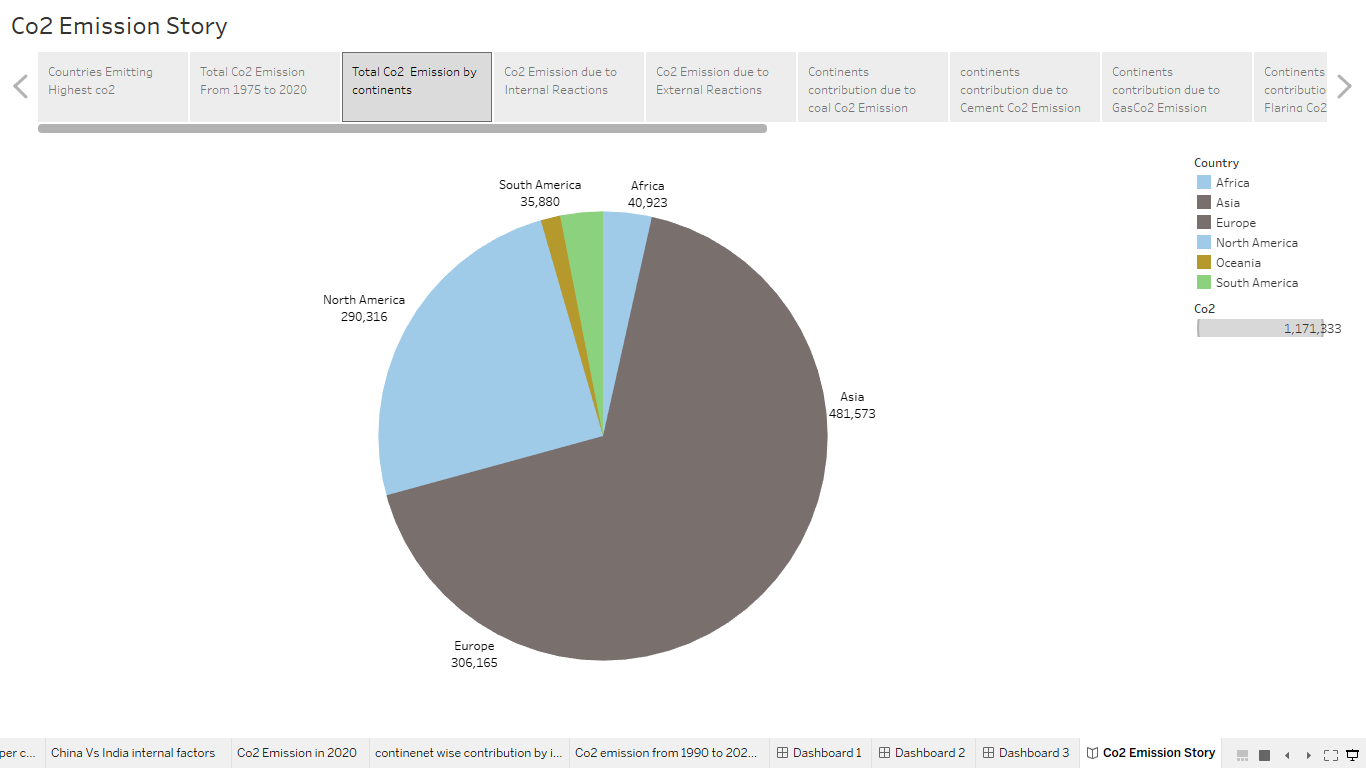 Co2 Emission Story
Countries Emitting
Highest co2
Total Co2 Emission
From 1975 to 2020
Total Co2  Emission by
continents
Co2 Emission due to
Internal Reactions
Co2 Emission due to
External Reactions
Continents
contribution due to
coal Co2 Emission
continents
contribution due to
Cement Co2 Emission
Continents
contribution due to
GasCo2 Emission
Continents
contributio
Flaring Co2
South America
35,880
Africa
40,923
North America
290,316
Asia
481,573
Europe
306,165
Country
Africa
Asia
Europe
North America
Oceania
South America
Co2
1,171,333
per c...
China Vs India internal factors
Co2 Emission in 2020
continenet wise contribution by i...
Co2 emission from 1990 to 202...
Dashboard 1
Dashboard 2
Dashboard 3
Co2 Emission Story